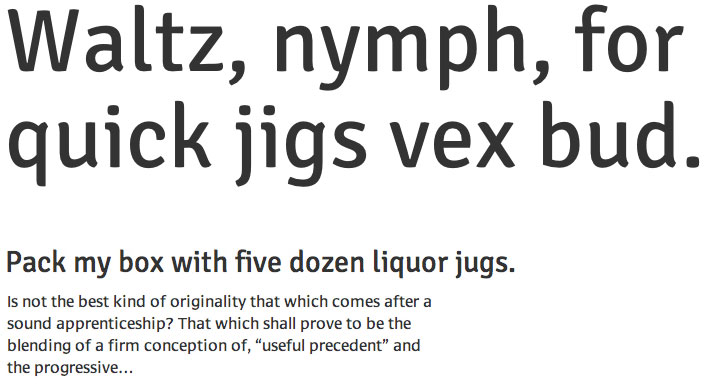 Waltz, nymph, for
quick jigs vex bud.
Pack my box with five dozen liquor jugs.
Is not the best kind of originality that which comes after a
sound apprenticeship? That which shall prove to be the
blending of a firm conception of, “useful precedent” and
the progressive…